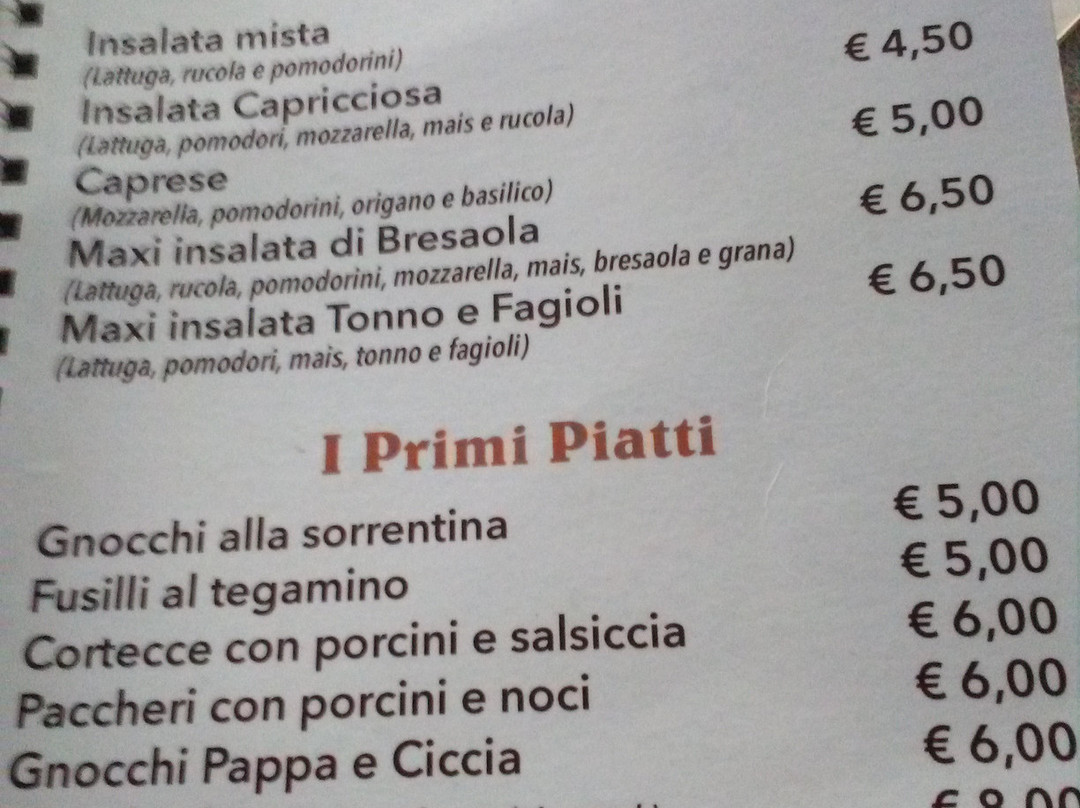 Insalata mista
(Lattuga, rucola e pomodorini)
Insalata Capricciosa € 4,50
(Lattuga, pomodori, mozzarella, mais e rucola)
Caprese € 5,00
(Mozzarella, pomodorini, origano e basilico)
Maxi insalata di Bresaola € 6,50
(Lattuga, rucola, pomodorini, mozzarella, mais, bresaola e grana)
Maxi insalata Tonno e Fagioli € 6,50
(Lattuga, pomodori, mais, tonno e fagioli)
I Primi Piatti
Gnocchi alla sorrentina € 5,00
Fusilli al tegamino € 5,00
Cortecce con porcini e salsiccia € 6,00
Paccheri con porcini e noci € 6,00
Gnocchi Pappa e Ciccia € 6,00